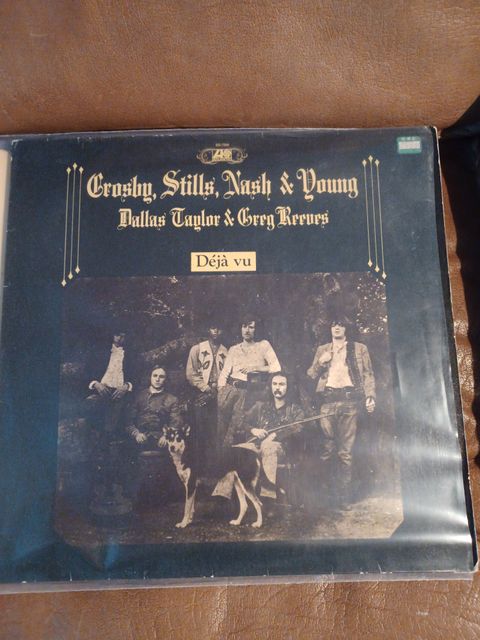 Crosby, Stills, Nash & Young
Dallas Taylor & Greg Reeves
Déjà vu